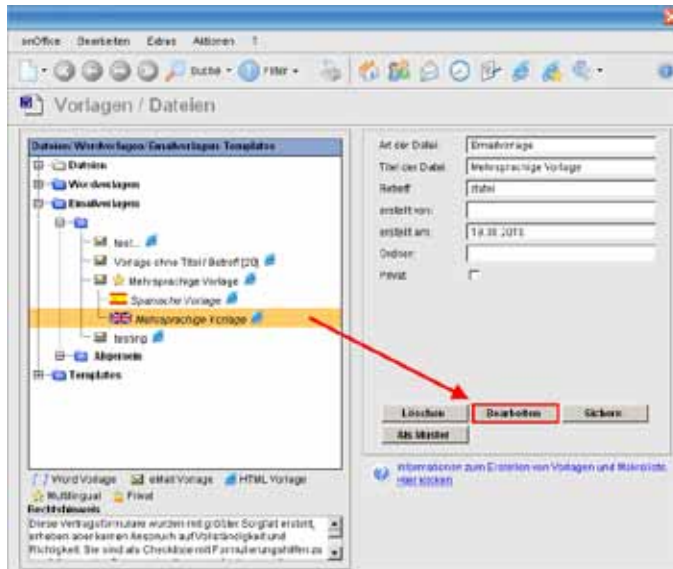 onOffice Bearbeiten Extras Aktionen ?
Suche Filter
Vorlagen / Dateien
Dateien/Wordvorlagen/Emailvorlagen/Templates
Dateien
Wordvorlagen
Emailvorlagen
test...
Vorlage ohne Titel / Betreff [20]
Mehrsprachige Vorlage
Spanische Vorlage
Mehrsprachige Vorlage
testing
Allgemein
Templates
Word Vorlage eMail Vorlage HTML Vorlage
Multilingual Privat
Rechtshinweis
Diese Vertragsformulare wurden mit größter Sorgfalt erstellt,
erheben aber keinen Anspruch auf Vollständigkeit und
Richtigkeit. Sie sind als Checkliste mit Formulierungshilfen zu
Art der Datei: Emailvorlage
Titel der Datei: Mehrsprachige Vorlage
Betreff
erstellt von:
erstellt am: 2010
Ordner:
Privat:
Löschen Bearbeiten Sichern
Als Muster
Informationen zum Erstellen von Vorlagen und Makroliste
Hier klicken